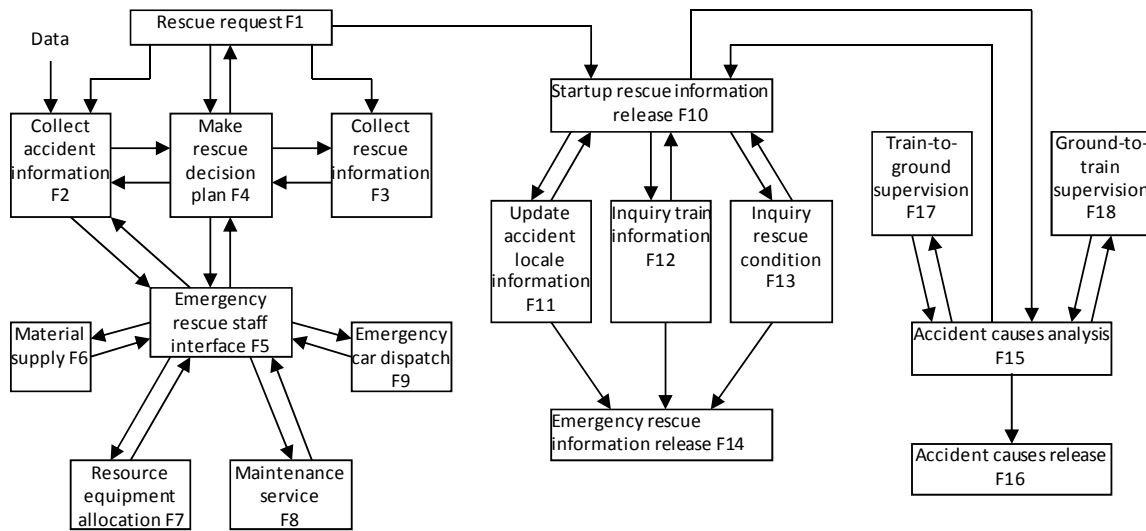 Rescue request F1
Data
Collect
accident
information
F2
Make
rescue
decision
plan F4
Collect
rescue
information
F3
Emergency
rescue staff
interface F5
Material
supply F6
Emergency
car dispatch
F9
Resource
equipment
allocation F7
Maintenance
service
F8
Startup rescue information
release F10
Update
accident
locale
information
F11
Inquiry train
information
F12
Inquiry
rescue
condition
F13
Emergency rescue
information release F14
Train-to-
ground
supervision
F17
Ground-to-
train
supervision
F18
Accident causes analysis
F15
Accident causes release
F16